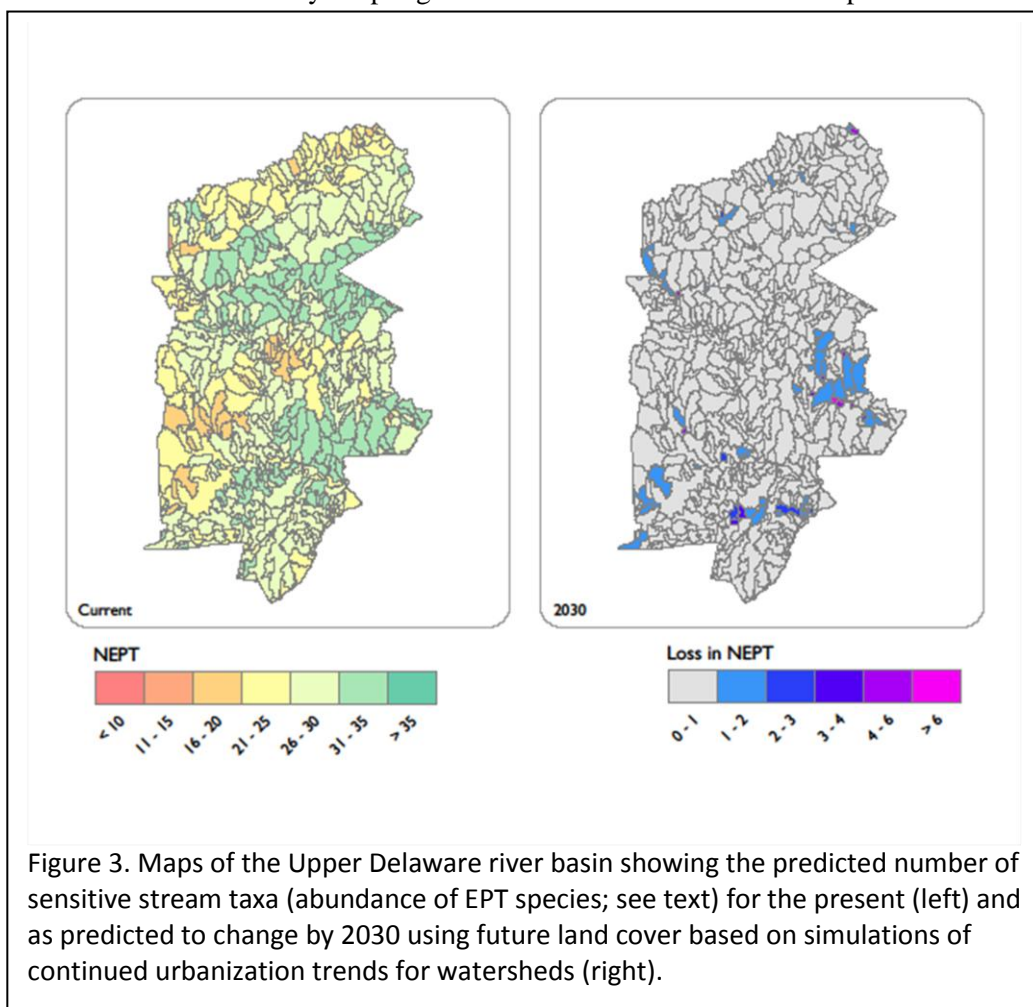 Current
2030
NEPT
Loss in NEPT
< 10
11 - 15
16 - 20
21 - 25
26 - 30
31 - 35
> 35
0 - 1
1 - 2
2 - 3
3 - 4
4 - 6
> 6
Figure 3. Maps of the Upper Delaware river basin showing the predicted number of
sensitive stream taxa (abundance of EPT species; see text) for the present (left) and
as predicted to change by 2030 using future land cover based on simulations of
continued urbanization trends for watersheds (right).